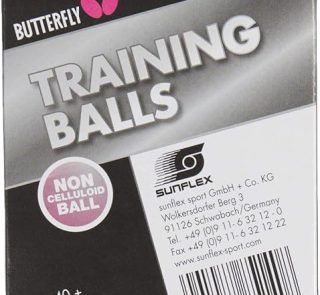 BUTTERFLY
TRAINING
BALLS
NON
CELLULOID
BALL
SUNFLEX
sunflex sport GmbH + Co. KG
Wolkersdorfer Berg 3
91126 Schwabach/Germany
Tel. +49 (0)9 11-6 32 12-0
Fax +49 (0)9 11-6 32 12 22
www.sunflex-sport.com
40+